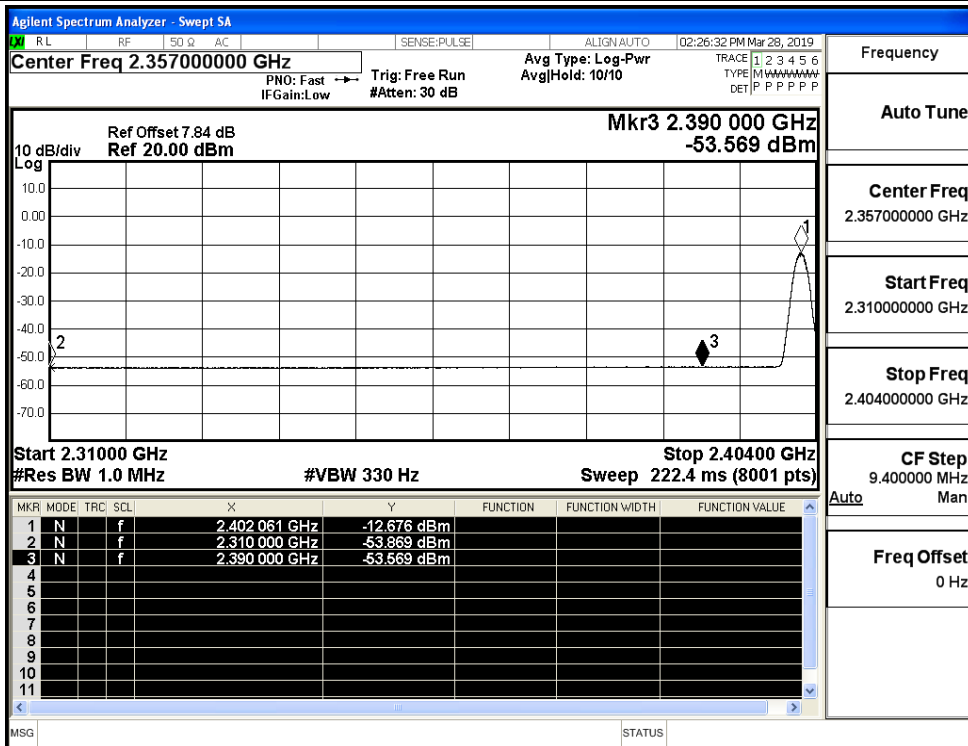 Agilent Spectrum Analyzer - Swept SA
LXI RL RF 50 Ω AC SENSE:PULSE ALIGN AUTO 02:26:32 PM Mar 28, 2019
Center Freq 2.357000000 GHz
PNO: Fast
IFGain:Low
Trig: Free Run
#Atten: 30 dB
Avg Type: Log-Pwr
Avg|Hold: 10/10
TRACE 1 2 3 4 5 6
TYPE M WWWWW
DET P P P P P P
Ref Offset 7.84 dB
10 dB/div Ref 20.00 dBm
Log
Mkr3 2.390 000 GHz
-53.569 dBm
10.0
0.00
-10.0
-20.0
-30.0
-40.0
-50.0
-60.0
-70.0
1
2
3
Start 2.31000 GHz Stop 2.40400 GHz
#Res BW 1.0 MHz #VBW 330 Hz Sweep 222.4 ms (8001 pts)
MKR MODE TRC SCL X Y FUNCTION FUNCTION WIDTH FUNCTION VALUE
1 N f 2.402 061 GHz -12.676 dBm
2 N f 2.310 000 GHz -53.869 dBm
3 N f 2.390 000 GHz -53.569 dBm
4
5
6
7
8
9
10
11
MSG STATUS
Frequency
Auto Tune
Center Freq
2.357000000 GHz
Start Freq
2.310000000 GHz
Stop Freq
2.404000000 GHz
CF Step
9.400000 MHz
Auto Man
Freq Offset
0 Hz